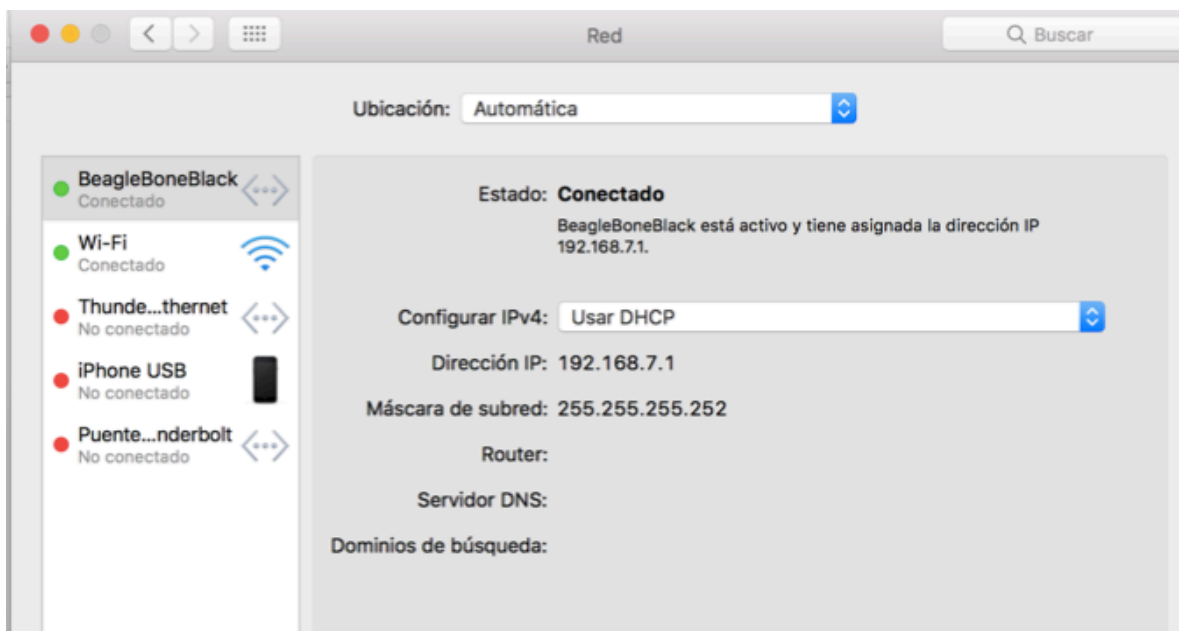 Red
Buscar
Ubicación: Automática
BeagleBoneBlack
Conectado
Wi-Fi
Conectado
Thunde...thernet
No conectado
iPhone USB
No conectado
Puente...nderbolt
No conectado
Estado: Conectado
BeagleBoneBlack está activo y tiene asignada la dirección IP
192.168.7.1.
Configurar IPv4: Usar DHCP
Dirección IP: 192.168.7.1
Máscara de subred: 255.255.255.252
Router:
Servidor DNS:
Dominios de búsqueda: